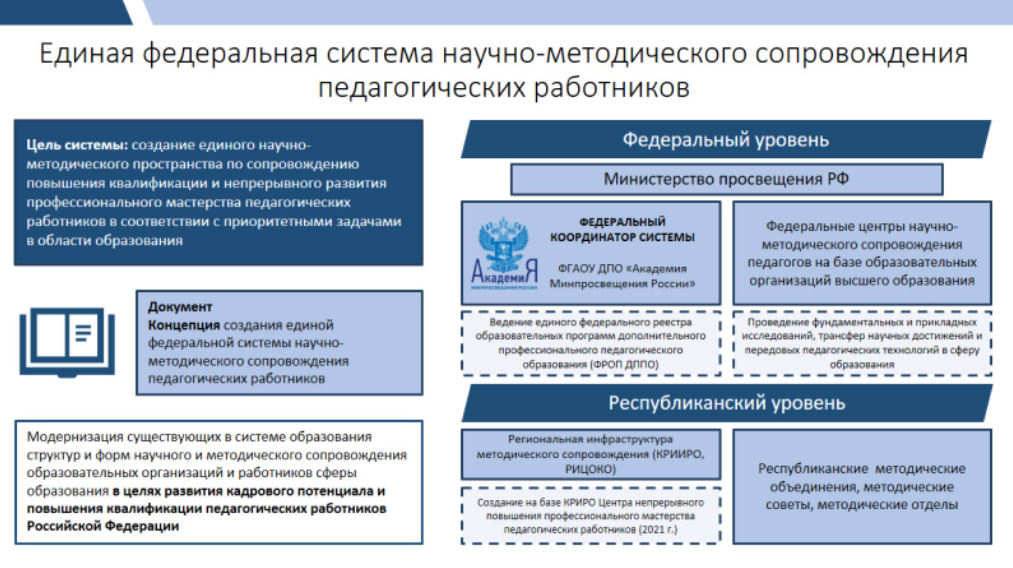 Единая федеральная система научно-методического сопровождения
педагогических работников
Цель системы: создание единого научно-
методического пространства по сопровождению
повышения квалификации и непрерывного развития
профессионального мастерства педагогических
работников в соответствии с приоритетными задачами
в области образования
Документ
Концепция создания единой
федеральной системы научно-
методического сопровождения
педагогических работников
Модернизация существующих в системе образования
структур и форм научного и методического сопровождения
образовательных организаций и работников сферы
образования в целях развития кадрового потенциала и
повышения квалификации педагогических работников
Российской Федерации
Федеральный уровень
Министерство просвещения РФ
АкадемиЯ
МИНПРОСВЕЩЕНИЯ РОССИИ
ФЕДЕРАЛЬНЫЙ
КООРДИНАТОР СИСТЕМЫ
ФГАОУ ДПО «Академия
Минпросвещения России»
Федеральные центры научно-
методического сопровождения
педагогов на базе образовательных
организаций высшего образования
Ведение единого федерального реестра
образовательных программ дополнительного
профессионального педагогического
образования (ФРОП ДППО)
Проведение фундаментальных и прикладных
исследований, трансфер научных достижений и
передовых педагогических технологий в сферу
образования
Республиканский уровень
Региональная инфраструктура
методического сопровождения (КРИИРО,
РИЦОКО)
Создание на базе КРИРО Центра непрерывного
повышения профессионального мастерства
педагогических работников (2021 г.)
Республиканские методические
объединения, методические
советы, методические отделы